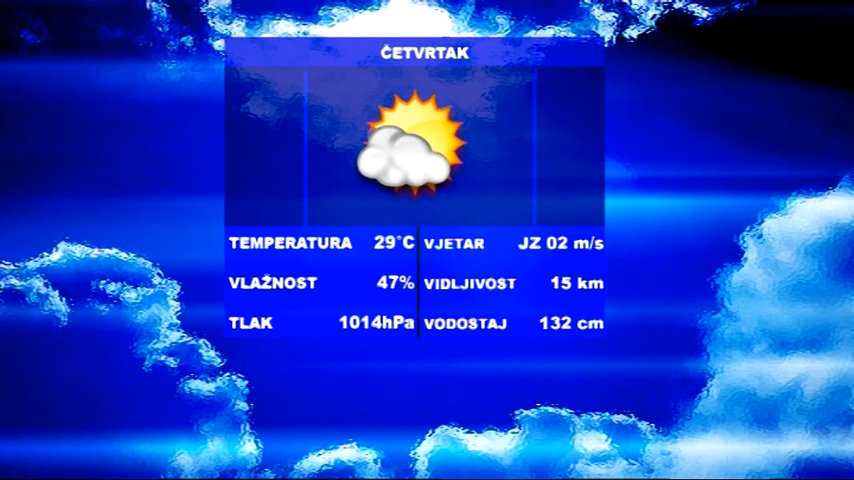 ČETVRTAK
TEMPERATURA 29°C VJETAR JZ 02 m/s
VLAŽNOST 47% VIDLJIVOST 15 km
TLAK 1014hPa VODOSTAJ 132 cm